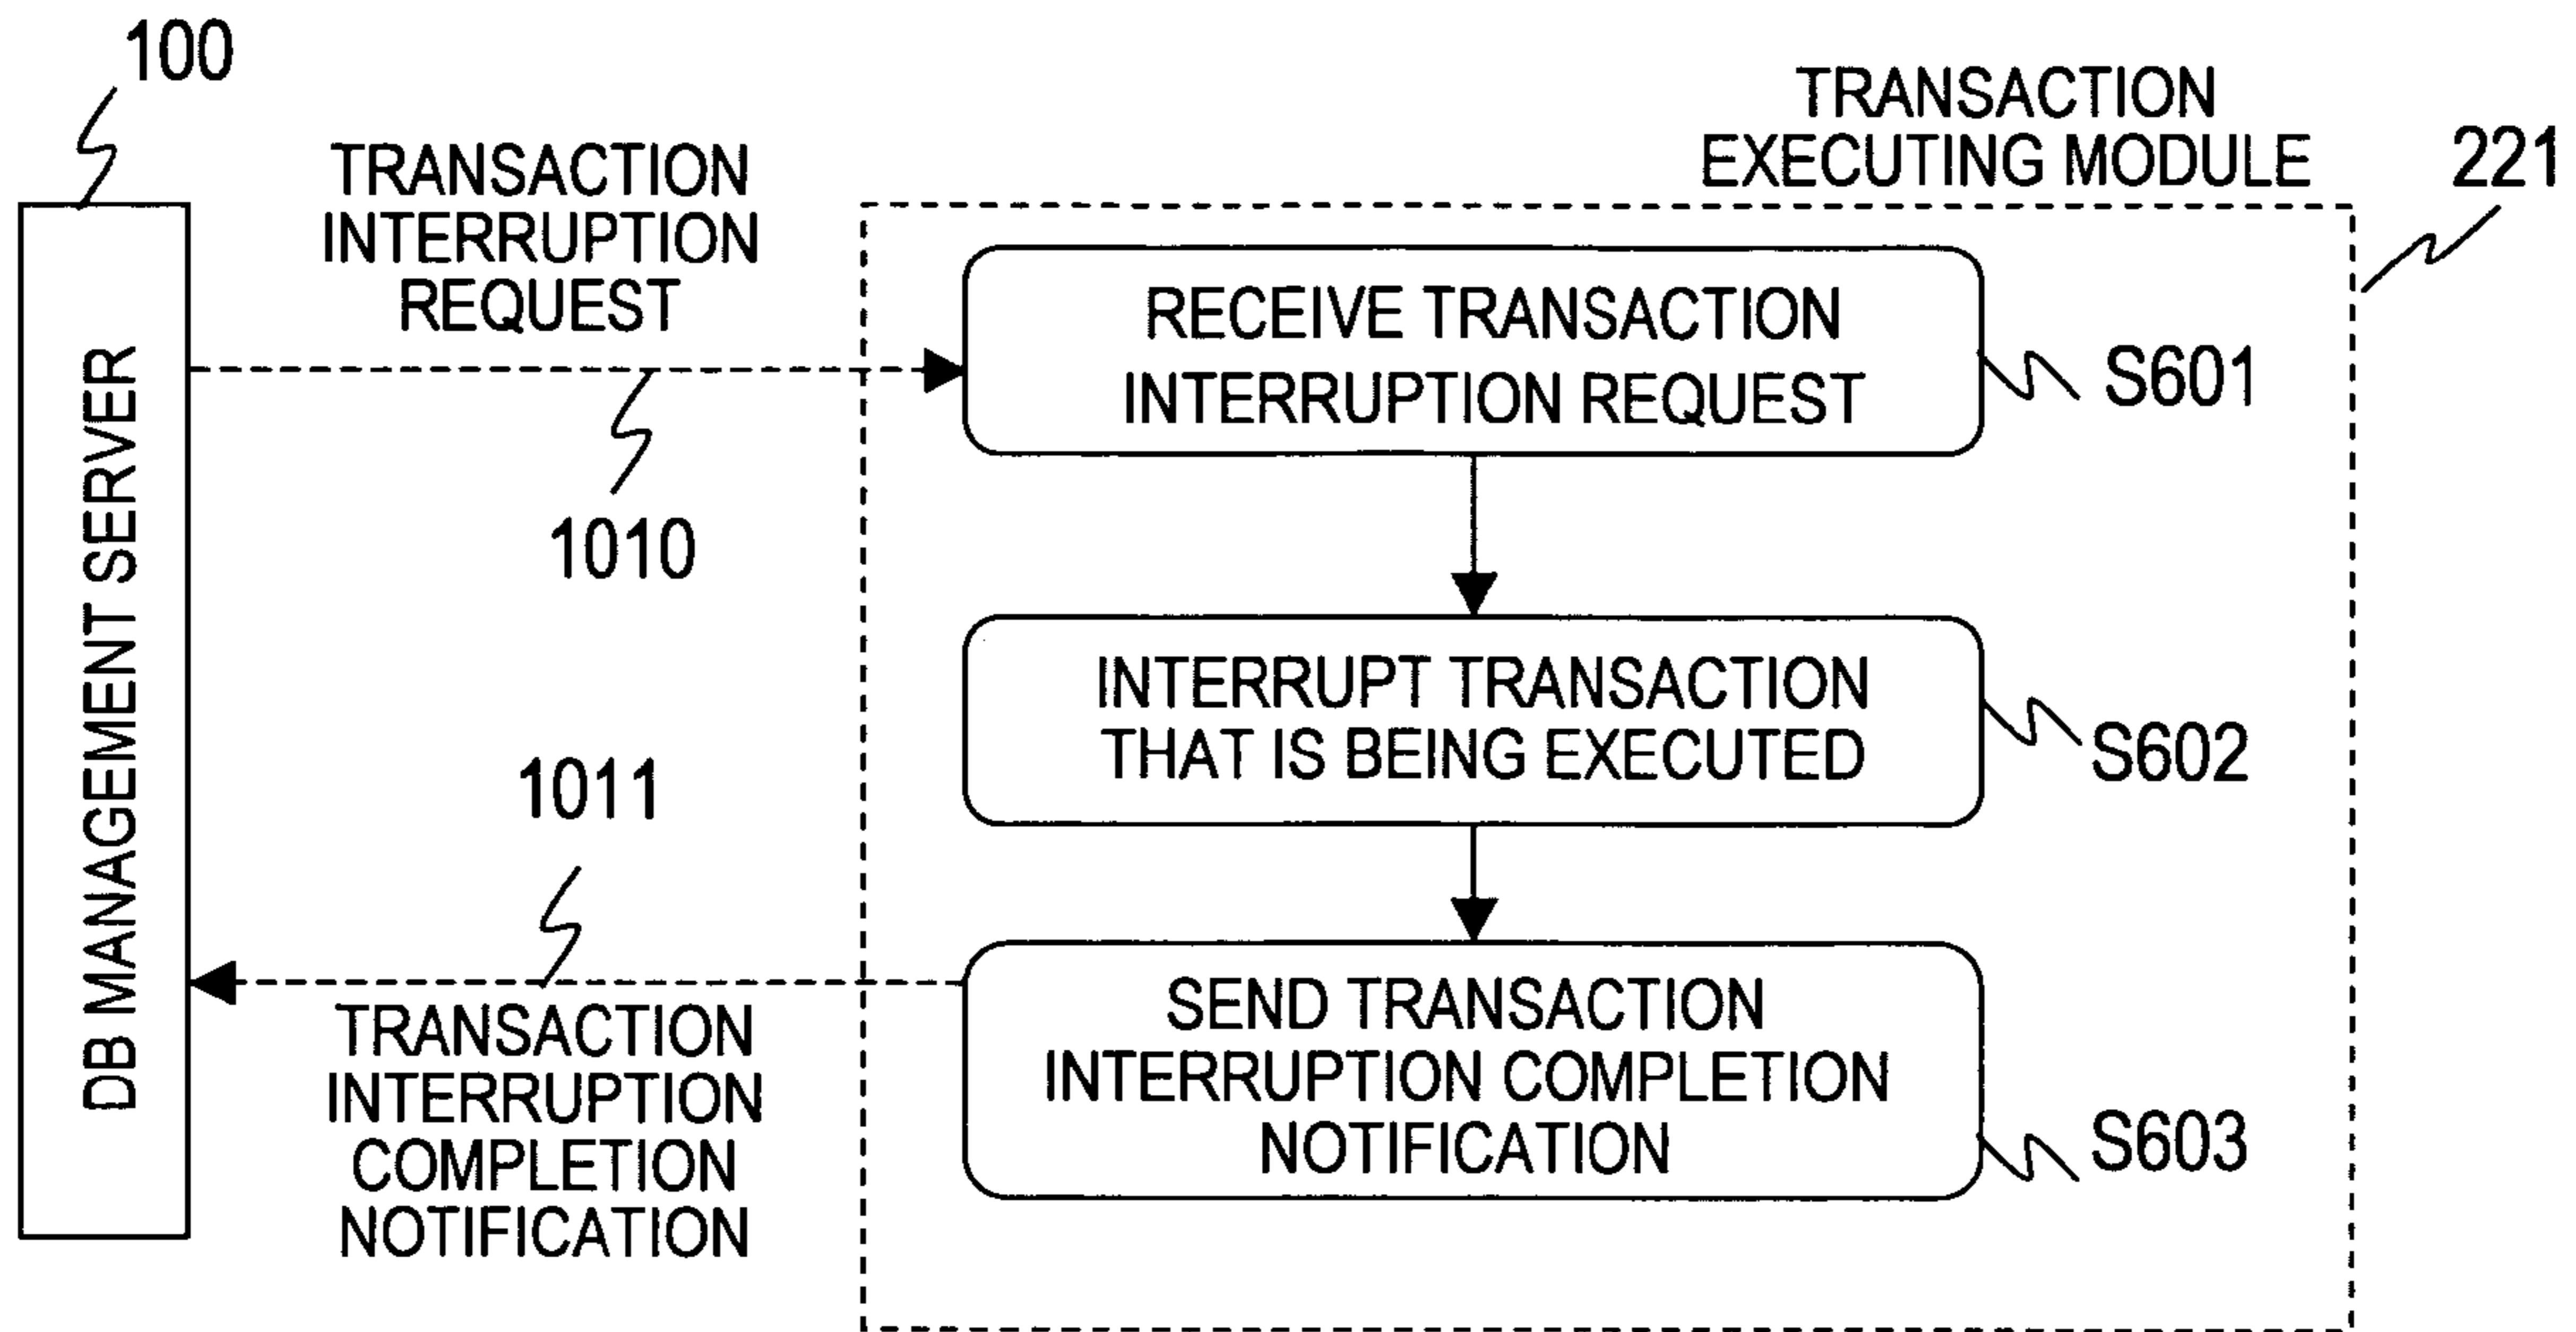 100
TRANSACTION
INTERRUPTION
REQUEST
TRANSACTION
EXECUTING MODULE
221
DB MANAGEMENT SERVER
RECEIVE TRANSACTION
INTERRUPTION REQUEST
S601
1010
INTERRUPT TRANSACTION
THAT IS BEING EXECUTED
S602
1011
TRANSACTION
INTERRUPTION
COMPLETION
NOTIFICATION
SEND TRANSACTION
INTERRUPTION COMPLETION
NOTIFICATION
S603